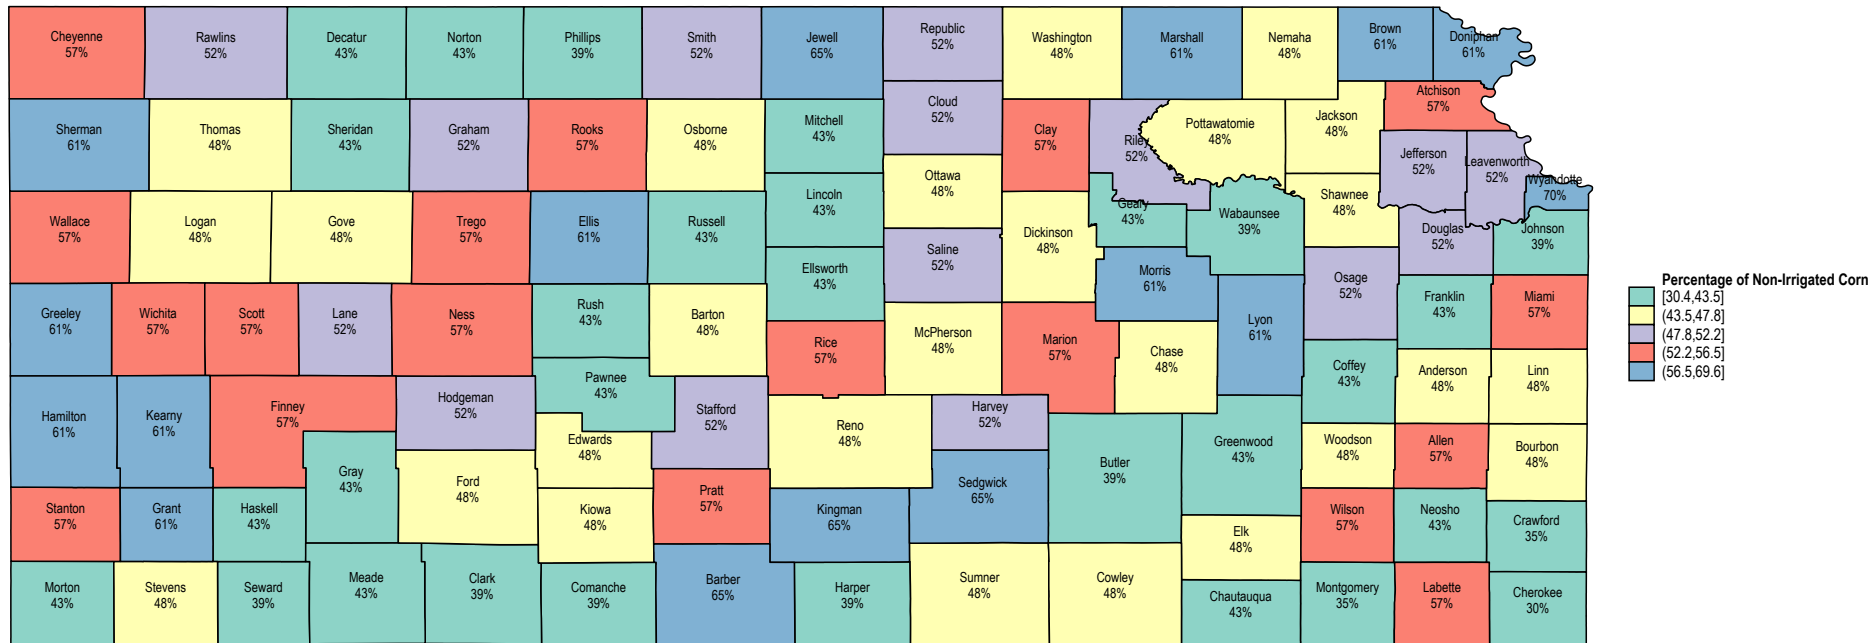 Cheyenne
57%
Rawlins
52%
Decatur
43%
Norton
43%
Phillips
39%
Smith
52%
Jewell
65%
Republic
52%
Washington
48%
Marshall
61%
Nemaha
48%
Brown
61%
Doniphan
61%
Atchison
57%
Sherman
61%
Thomas
48%
Sheridan
43%
Graham
52%
Rooks
57%
Osborne
48%
Mitchell
43%
Cloud
52%
Clay
57%
Riley
52%
Pottawatomie
48%
Jackson
48%
Jefferson
52%
Leavenworth
52%
Wyandotte
70%
Wallace
57%
Logan
48%
Gove
48%
Trego
57%
Ellis
61%
Russell
43%
Lincoln
43%
Ottawa
48%
Dickinson
48%
Geary
43%
Wabaunsee
39%
Shawnee
48%
Douglas
52%
Johnson
39%
Ellsworth
43%
Saline
52%
Morris
61%
Osage
52%
Franklin
43%
Miami
57%
Greeley
61%
Wichita
57%
Scott
57%
Lane
52%
Ness
57%
Rush
43%
Barton
48%
Rice
57%
McPherson
48%
Marion
57%
Chase
48%
Lyon
61%
Coffey
43%
Anderson
48%
Linn
48%
Hamilton
61%
Kearny
61%
Finney
57%
Hodgeman
52%
Pawnee
43%
Stafford
52%
Reno
48%
Harvey
52%
Edwards
48%
Gray
43%
Ford
48%
Butler
39%
Greenwood
43%
Woodson
48%
Allen
57%
Bourbon
48%
Stanton
57%
Grant
61%
Haskell
43%
Kiowa
48%
Pratt
57%
Kingman
65%
Sedgwick
65%
Elk
48%
Wilson
57%
Neosho
43%
Crawford
35%
Morton
43%
Stevens
48%
Seward
39%
Meade
43%
Clark
39%
Comanche
39%
Barber
65%
Harper
39%
Sumner
48%
Cowley
48%
Chautauqua
43%
Montgomery
35%
Labette
57%
Cherokee
30%
Percentage of Non-Irrigated Corn
[30.4,43.5]
(43.5,47.8]
(47.8,52.2]
(52.2,56.5]
(56.5,69.6]